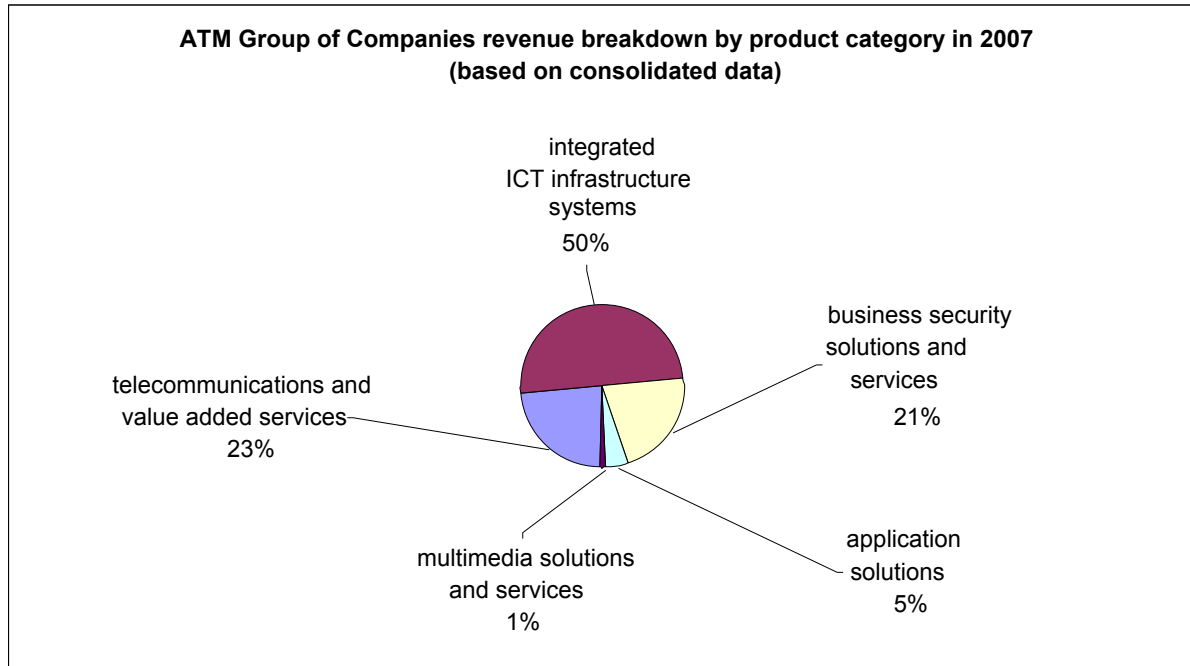 ATM Group of Companies revenue breakdown by product category in 2007
(based on consolidated data)
integrated
ICT infrastructure
systems
50%
business security
solutions and
services
21%
telecommunications and
value added services
23%
multimedia solutions
and services
1%
application
solutions
5%